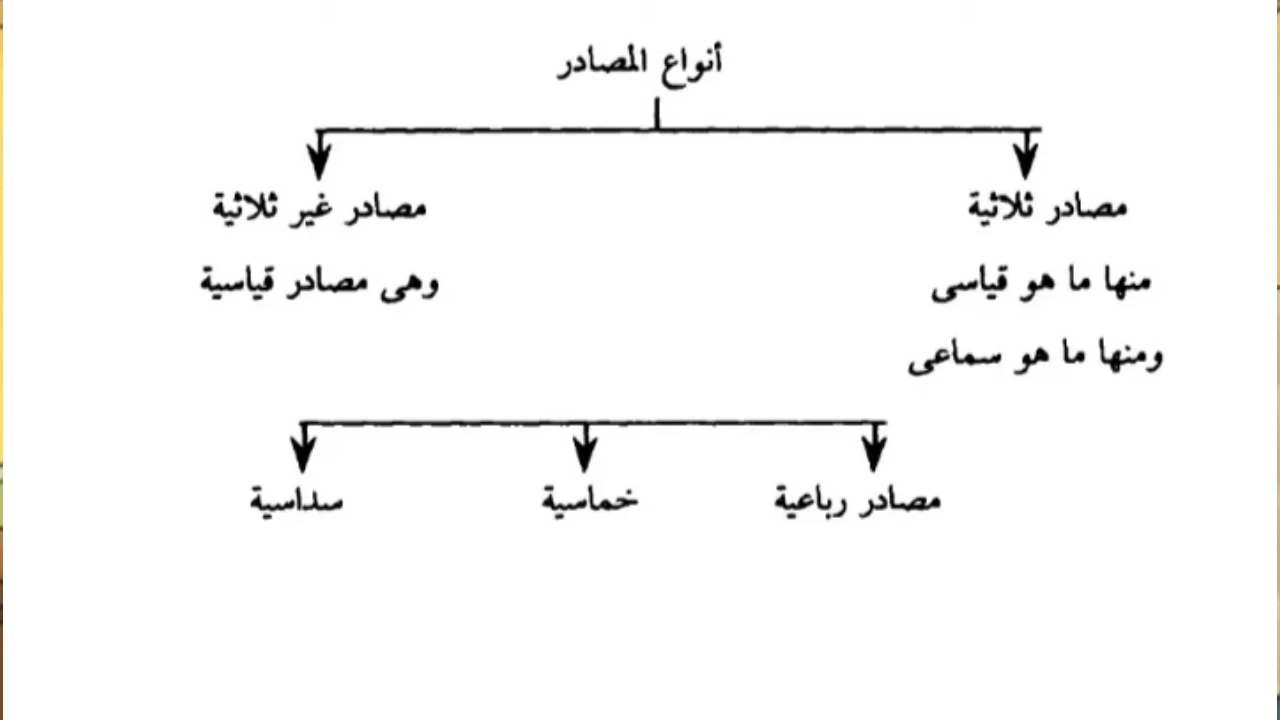 أنواع المصادر
مصادر ثلاثية
مصادر غير ثلاثية
منها ما هو قياسى
وهى مصادر قياسية
ومنها ما هو سماعى
مصادر رباعية
خماسية
سداسية